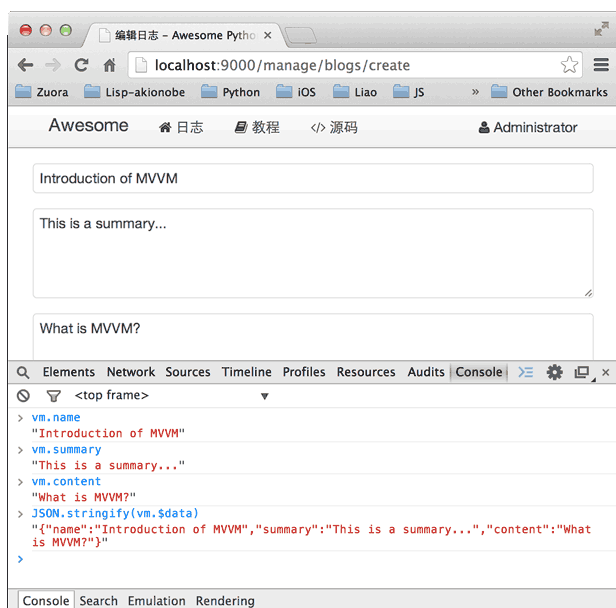 编辑日志 - Awesome Pytho
localhost:9000/manage/blogs/create
Zuora Lisp-akionobe Python iOS Liao JS » Other Bookmarks
Awesome 日志 教程 </> 源码 Administrator
Introduction of MVVM
This is a summary...
What is MVVM?
Elements Network Sources Timeline Profiles Resources Audits Console
<top frame>
> vm.name
"Introduction of MVVM"
> vm.summary
"This is a summary..."
> vm.content
"What is MVVM?"
> JSON.stringify(vm.$data)
"{"name":"Introduction of MVVM","summary":"This is a summary...","content":"What
is MVVM?"}"
>
Console Search Emulation Rendering